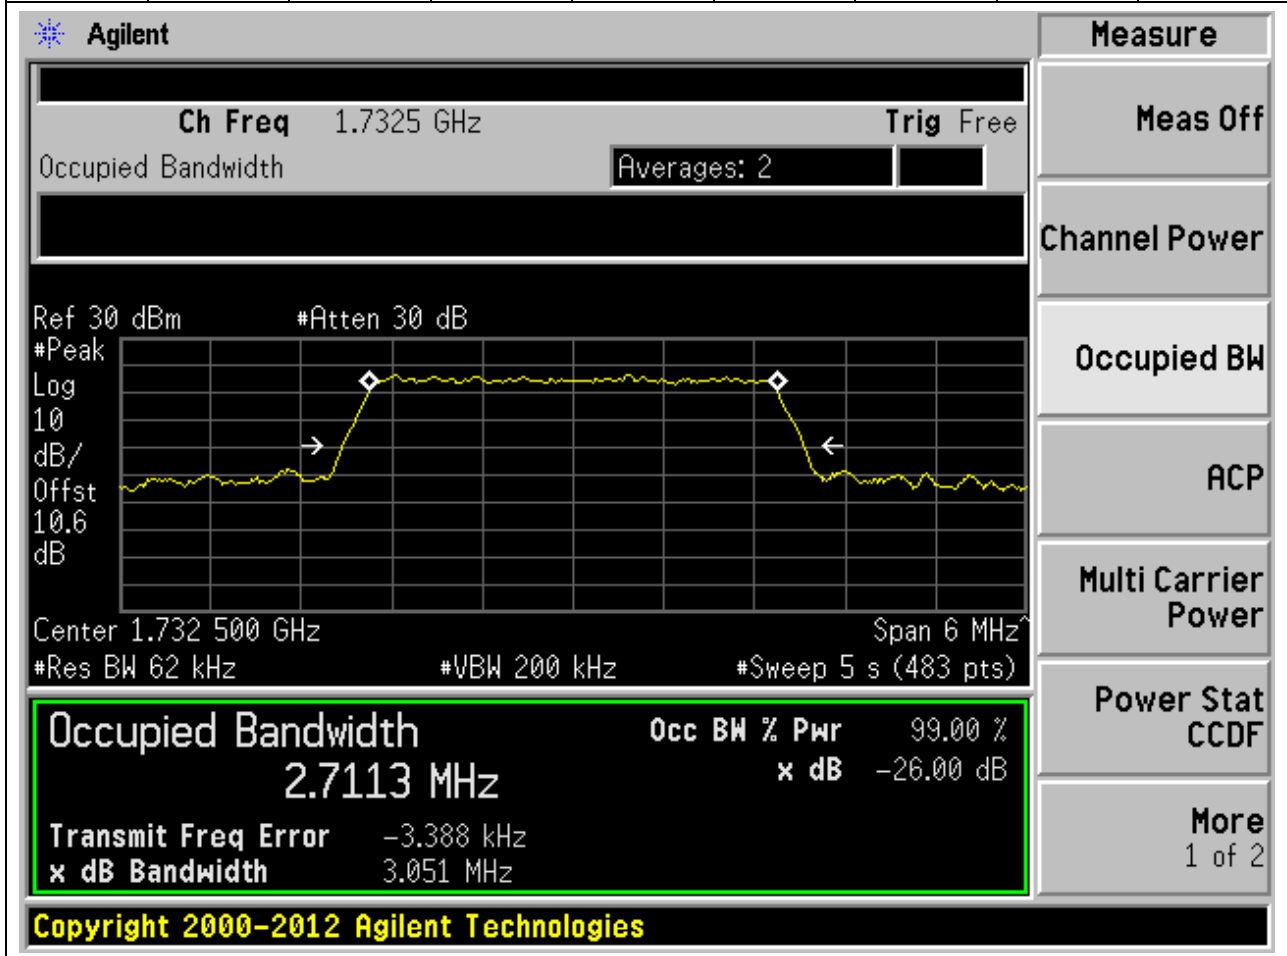 Agilent
Measure
Ch Freq 1.7325 GHz Trig Free
Meas Off
Occupied Bandwidth Averages: 2
Channel Power
Ref 30 dBm #Atten 30 dB
#Peak
Log
10
dB/
Offst
10.6
dB
Occupied BW
ACP
Multi Carrier
Power
Center 1.732 500 GHz Span 6 MHz^
#Res BW 62 kHz #VBW 200 kHz #Sweep 5 s (483 pts)
Power Stat
CCDF
Occupied Bandwidth Occ BW % Pwr 99.00 %
2.7113 MHz x dB -26.00 dB
Transmit Freq Error -3.388 kHz
x dB Bandwidth 3.051 MHz
More
1 of 2
Copyright 2000-2012 Agilent Technologies